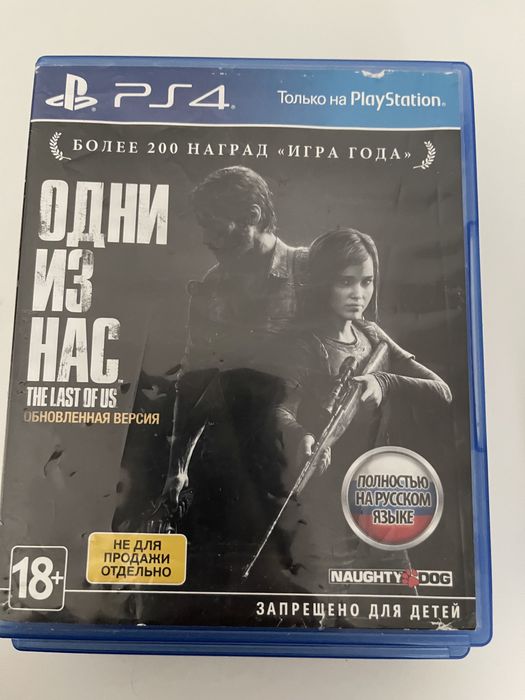 PS4
Только на PlayStation®
БОЛЕЕ 200 НАГРАД «ИГРА ГОДА»
ОДНИ
ИЗ
НАС
THE LAST OF US
ОБНОВЛЕННАЯ ВЕРСИЯ
ПОЛНОСТЬЮ
НА РУССКОМ
ЯЗЫКЕ
НЕ ДЛЯ
ПРОДАЖИ
ОТДЕЛЬНО
18+
NAUGHTY DOG
ЗАПРЕЩЕНО ДЛЯ ДЕТЕЙ